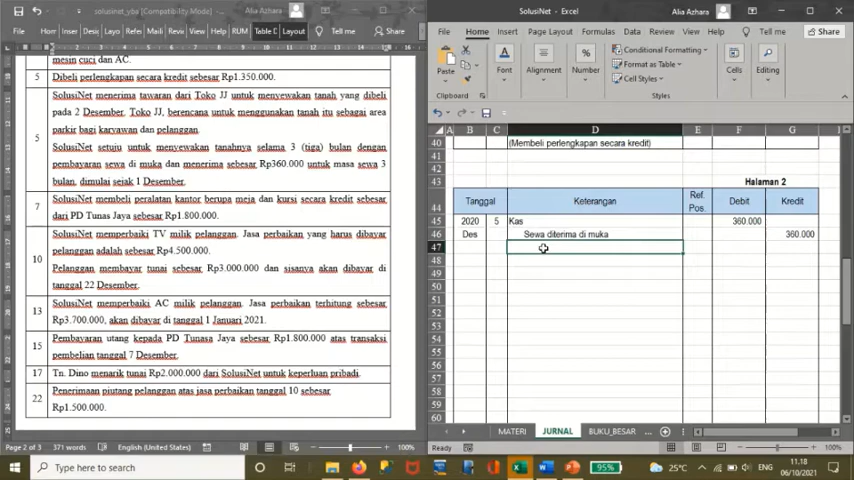 solusinet_yba [Compatibility Mode]
Alia Azhara
File
Hom
Inser
Draw
Desig
Layo
Refe
Maili
Revie
View
Help
RUM
Table D
Layout
Share
mesin cuci dan AC.
5 Dibeli perlengkapan secara kredit sebesar Rp1.350.000.
5
SolusiNet menerima tawaran dari Toko JJ untuk menyewakan tanah yang dibeli
pada 2 Desember. Toko JJ, berencana untuk menggunakan tanah itu sebagai area
parkir bagi karyawan dan pelanggan.
SolusiNet setuju untuk menyewakan tanahnya selama 3 (tiga) bulan dengan
pembayaran sewa di muka dan menerima sebesar Rp360.000 untuk masa sewa 3
bulan, dimulai sejak 1 Desember.
7 SolusiNet membeli peralatan kantor berupa meja dan kursi secara kredit sebesar
dari PD Tunas Jaya sebesar Rp1.800.000.
10
SolusiNet memperbaiki TV milik pelanggan. Jasa perbaikan yang harus dibayar
pelanggan adalah sebesar Rp4.500.000.
Pelanggan membayar tunai sebesar Rp3.000.000 dan sisanya akan dibayar di
tanggal 22 Desember.
13 SolusiNet memperbaiki AC milik pelanggan. Jasa perbaikan terhitung sebesar
Rp3.700.000, akan dibayar di tanggal 1 Januari 2021.
15 Pembayaran utang kepada PD Tunasa Jaya sebesar Rp1.800.000 atas transaksi
pembelian tanggal 7 Desember.
17 Tn. Dino menarik tunai Rp2.000.000 dari SolusiNet untuk keperluan pribadi.
22 Penerimaan piutang pelanggan atas jasa perbaikan tanggal 10 sebesar
Rp1.500.000.
Page 2 of 3 371 words English (United States) 100%
SolusiNet - Excel
Alia Azhara
File Home Insert Page Layout Formulas Data Review View Help Share
Paste
Font
Alignment
Number
Conditional Formatting
Format as Table
Cell Styles
Cells
Editing
Clipboard
Styles
A B C D E F G
40 (Membeli perlengkapan secara kredit)
41
42
43 Halaman 2
44 Tanggal Keterangan Ref. Pos. Debit Kredit
45 2020 5 Kas 360.000
46 Des Sewa diterima di muka 360.000
47
48
49
50
51
52
53
54
55
56
57
58
59
60
MATERI JURNAL BUKU_BESAR ...
Ready 100%
Type here to search
95%
25°C
ENG
11.18
06/10/2021